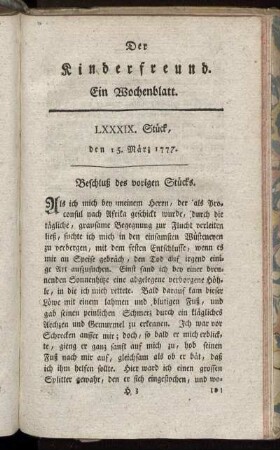 Der
Kinderfreund.
Ein Wochenblatt.
LXXXIX. Stück,
den 15. März 1777.
Beschluß des vorigen Stücks.
Als ich mich bey meinem Herrn, der als Pro-
consul nach Afrika geschickt wurde, durch die
tägliche, grausame Begegnung zur Flucht verleiten
ließ, suchte ich mich in den einsamsten Wüsteneyen
zu verbergen, mit dem festen Entschlusse, wenn es
mir an Speise gebräch, den Tod auf irgend eini-
ge Art aufzusuchen. Einst fand ich bey einer bren-
nenden Sonnenhitze eine abgelegene verborgene Höh-
le, in die ich mich rettete. Bald darauf kam dieser
Löwe mit einem lahmen und blutigen Fuß, und
gab seinen peinlichen Schmerz durch ein klägliches
Aechzen und Gemurmel zu erkennen. Ich war vor
Schrecken ausser mir; doch, so bald er mich erblick-
te, gieng er ganz sanft auf mich zu, hob seinen
Fuß nach mir auf, gleichsam als ob er bät, daß
ich ihm helfen sollte. Hier ward ich einen grossen
Splitter gewahr, den er sich eingestochen, und wo-